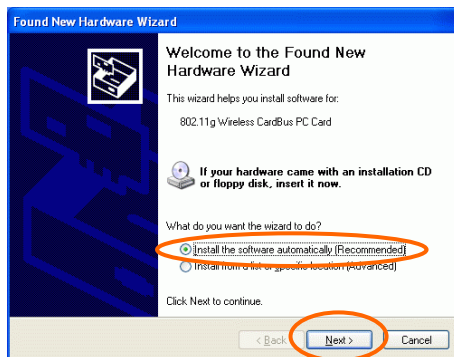 Found New Hardware Wizard
Welcome to the Found New
Hardware Wizard
This wizard helps you install software for:
802.11g Wireless CardBus PC Card
If your hardware came with an installation CD
or floppy disk, insert it now.
What do you want the wizard to do?
Install the software automatically (Recommended)
Install from a list or specific location (Advanced)
Click Next to continue.
< Back
Next >
Cancel